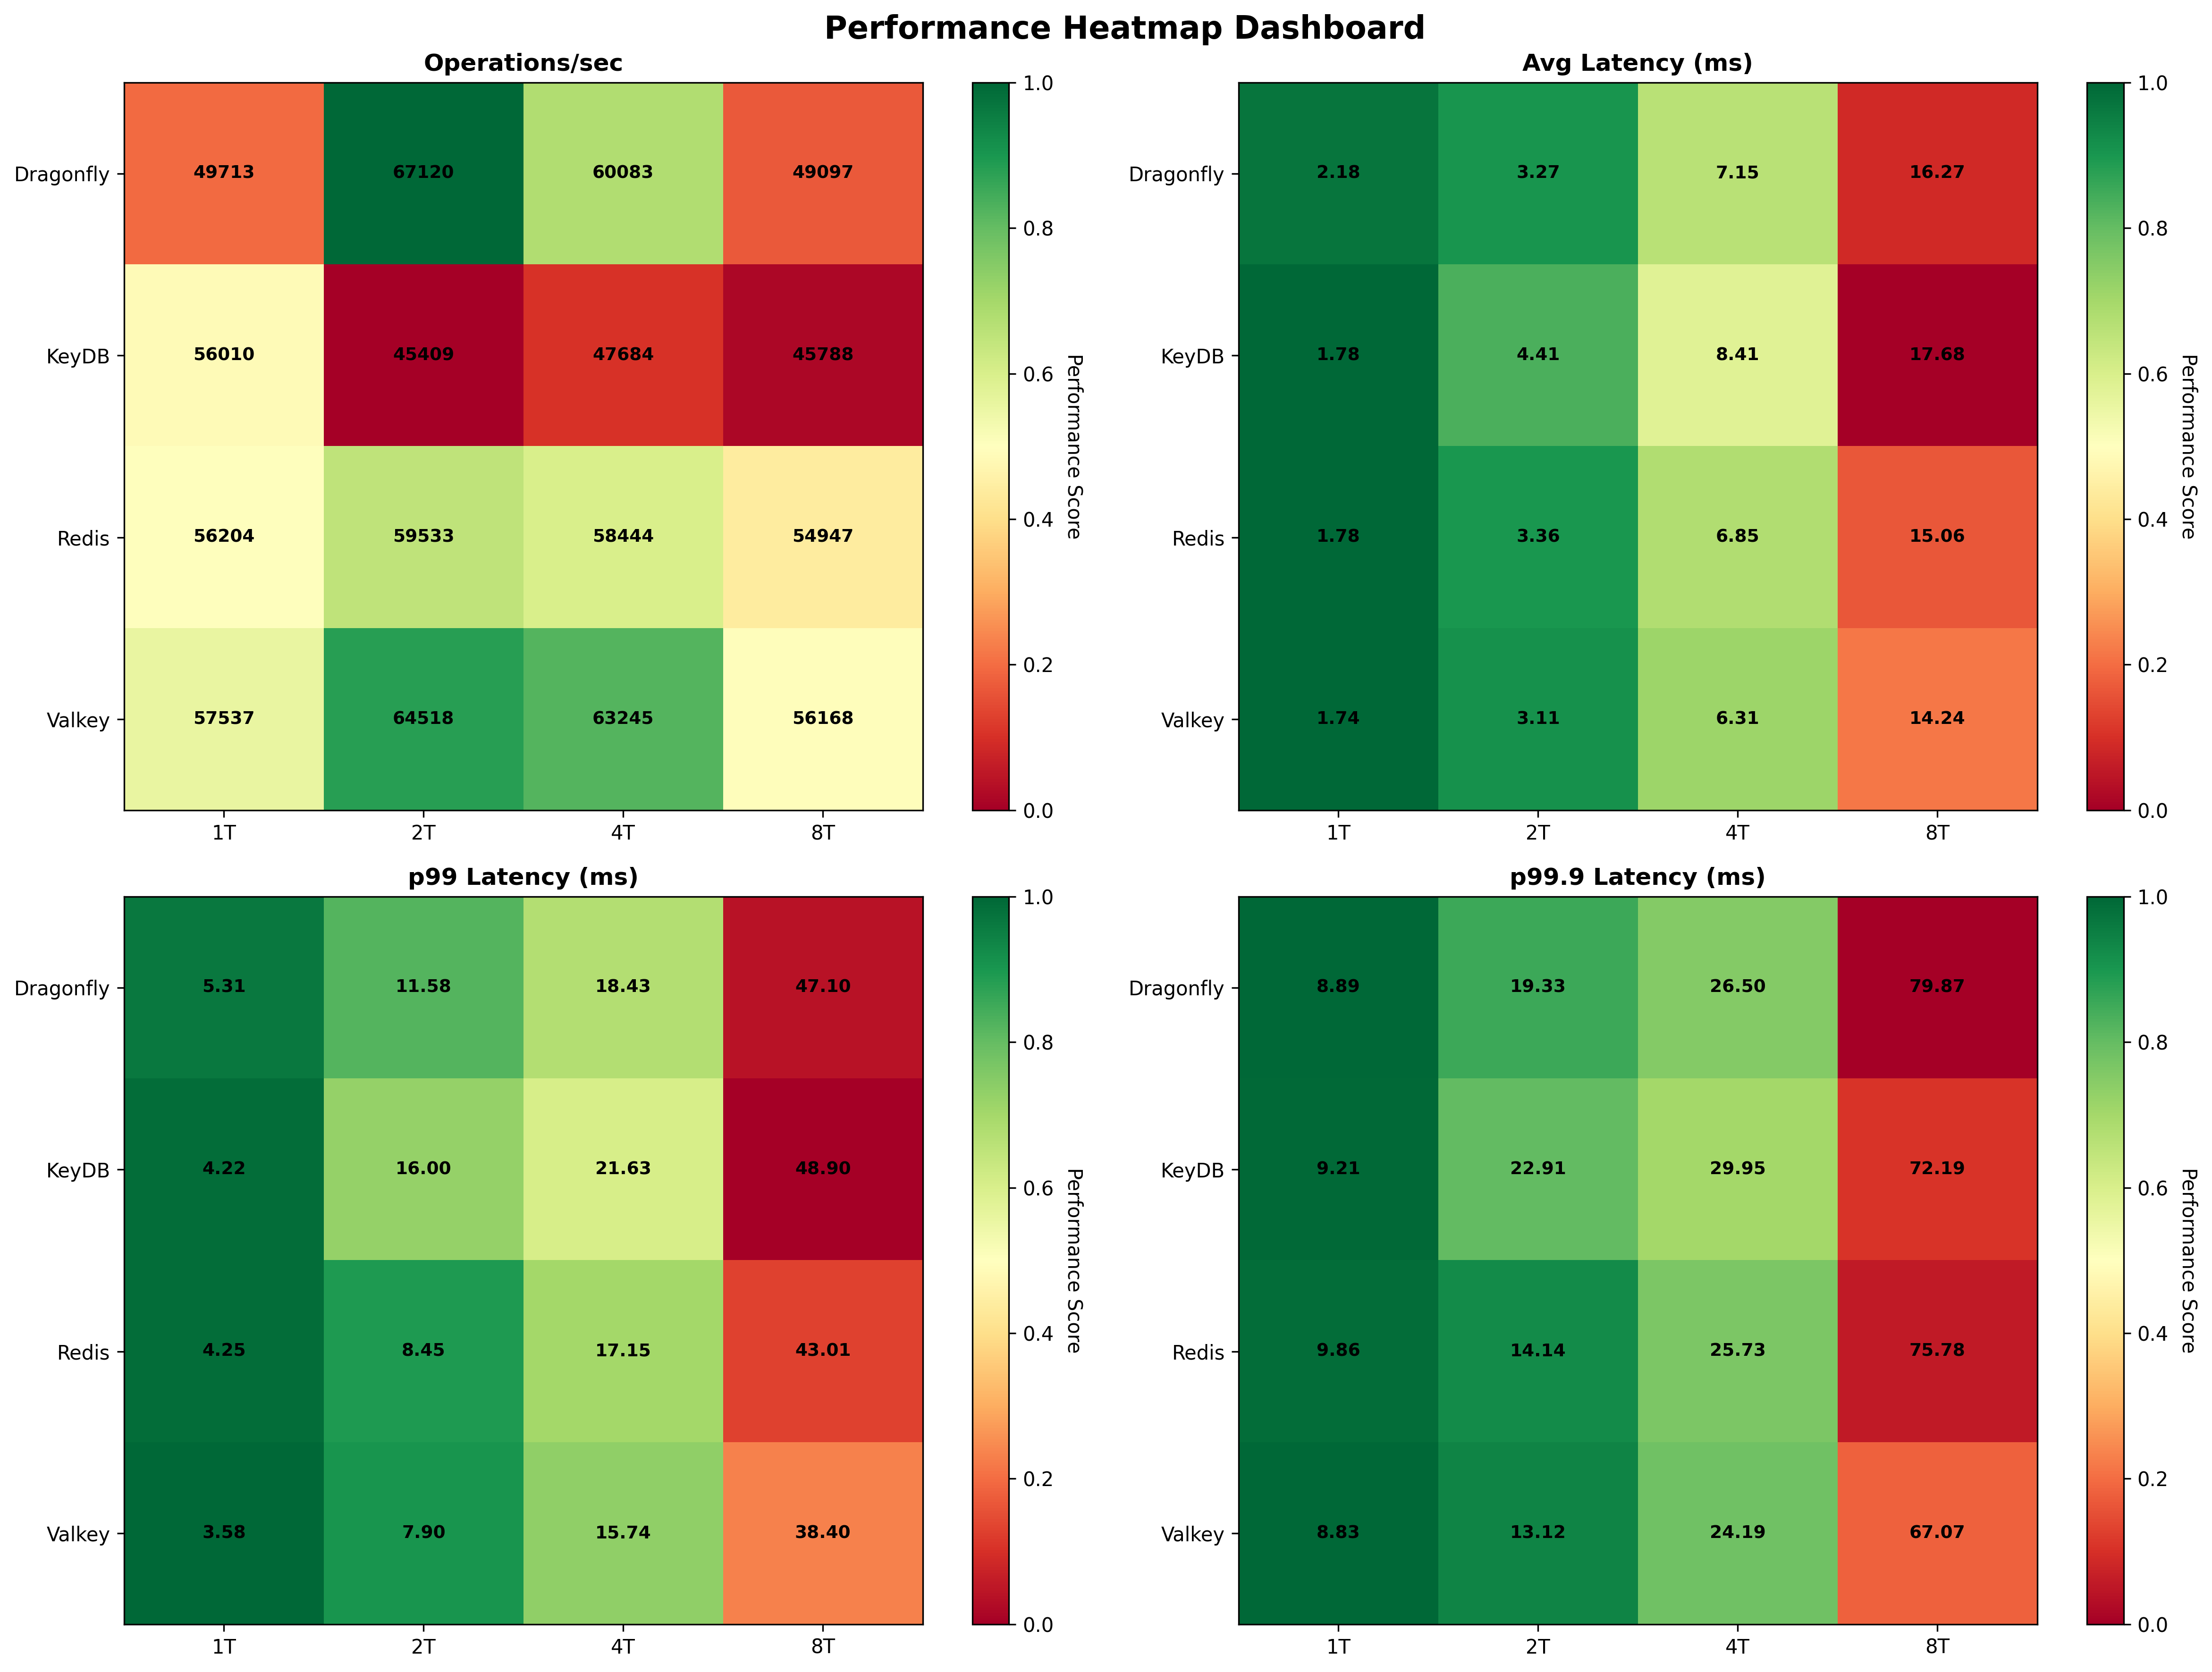 Performance Heatmap Dashboard
Operations/sec
Dragonfly 49713 67120 60083 49097
KeyDB 56010 45409 47684 45788
Redis 56204 59533 58444 54947
Valkey 57537 64518 63245 56168
1T 2T 4T 8T
1.0
0.8
0.6
0.4
0.2
0.0
Performance Score
Avg Latency (ms)
Dragonfly 2.18 3.27 7.15 16.27
KeyDB 1.78 4.41 8.41 17.68
Redis 1.78 3.36 6.85 15.06
Valkey 1.74 3.11 6.31 14.24
1T 2T 4T 8T
1.0
0.8
0.6
0.4
0.2
0.0
Performance Score
p99 Latency (ms)
Dragonfly 5.31 11.58 18.43 47.10
KeyDB 4.22 16.00 21.63 48.90
Redis 4.25 8.45 17.15 43.01
Valkey 3.58 7.90 15.74 38.40
1T 2T 4T 8T
1.0
0.8
0.6
0.4
0.2
0.0
Performance Score
p99.9 Latency (ms)
Dragonfly 8.89 19.33 26.50 79.87
KeyDB 9.21 22.91 29.95 72.19
Redis 9.86 14.14 25.73 75.78
Valkey 8.83 13.12 24.19 67.07
1T 2T 4T 8T
1.0
0.8
0.6
0.4
0.2
0.0
Performance Score